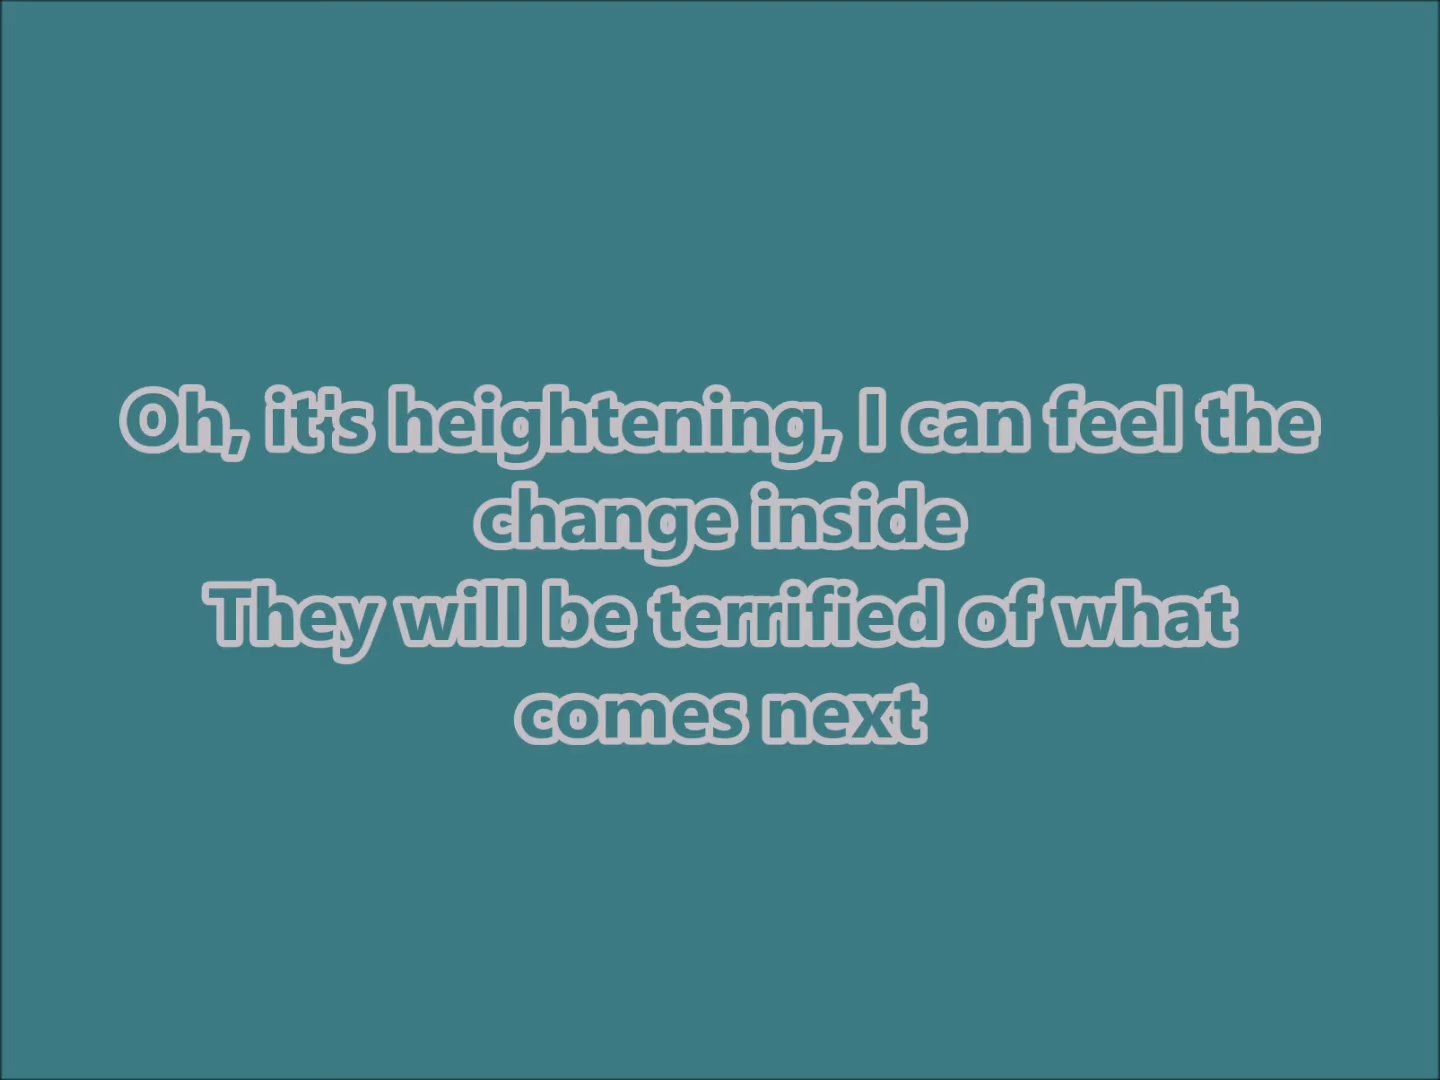 Oh, it's heightening, I can feel the
change inside
They will be terrified of what
comes next